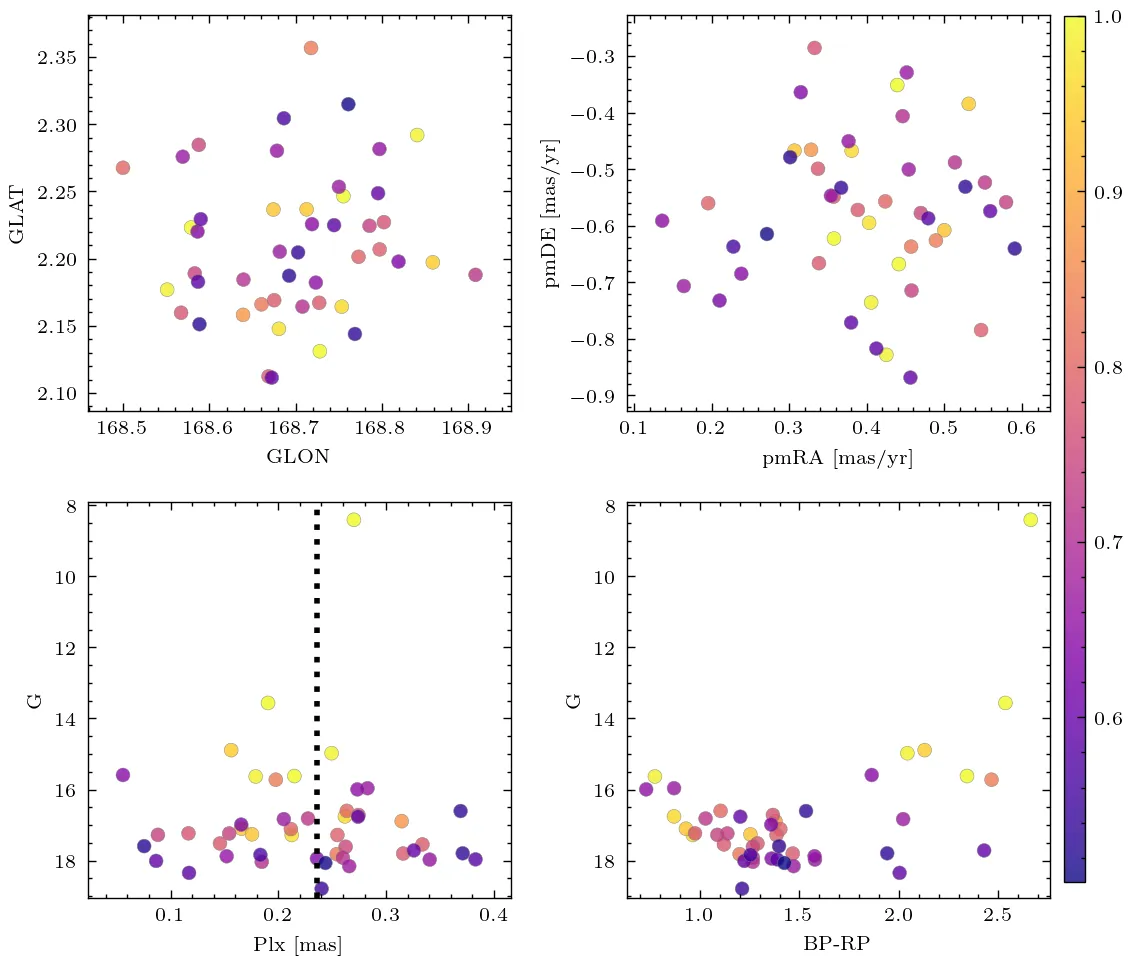 2.35
2.30
2.25
2.20
2.15
2.10
GLAT
168.5 168.6 168.7 168.8 168.9
GLON
−0.3
−0.4
−0.5
−0.6
−0.7
−0.8
−0.9
pmDE [mas/yr]
0.1 0.2 0.3 0.4 0.5 0.6
pmRA [mas/yr]
1.0
0.9
0.8
0.7
0.6
8
10
12
14
16
18
G
0.1 0.2 0.3 0.4
Plx [mas]
8
10
12
14
16
18
G
1.0 1.5 2.0 2.5
BP-RP